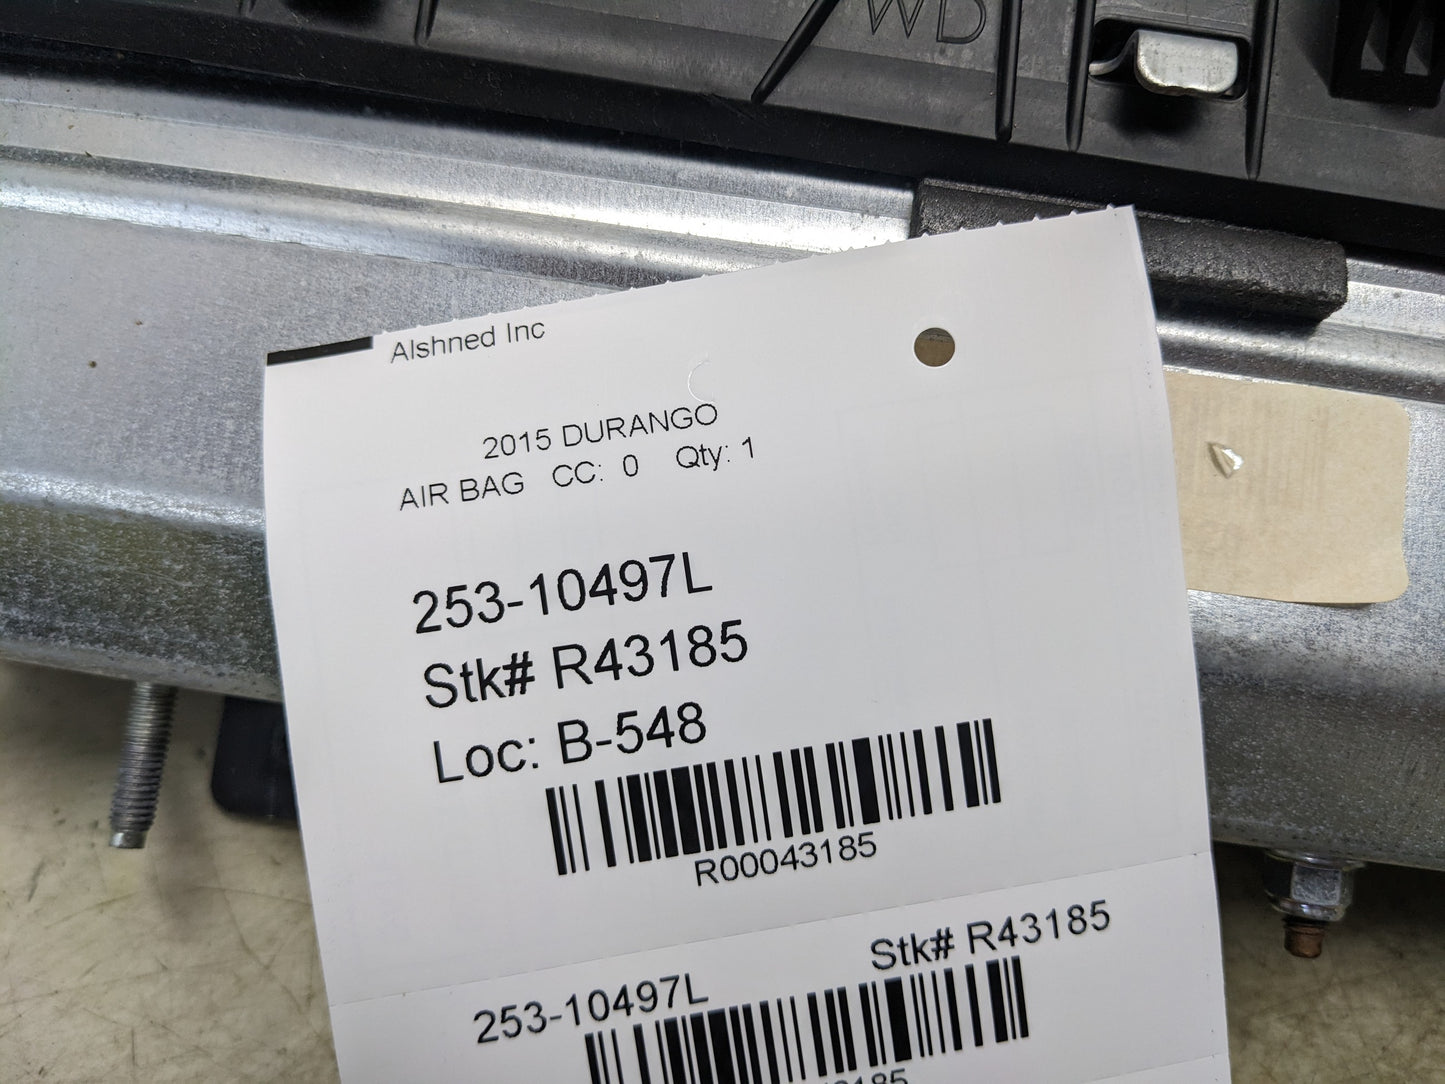 WD
Alshned Inc
2015 DURANGO
AIR BAG CC: 0 Qty: 1
253-10497L
Stk# R43185
Loc: B-548
R00043185
Stk# R43185
253-10497L